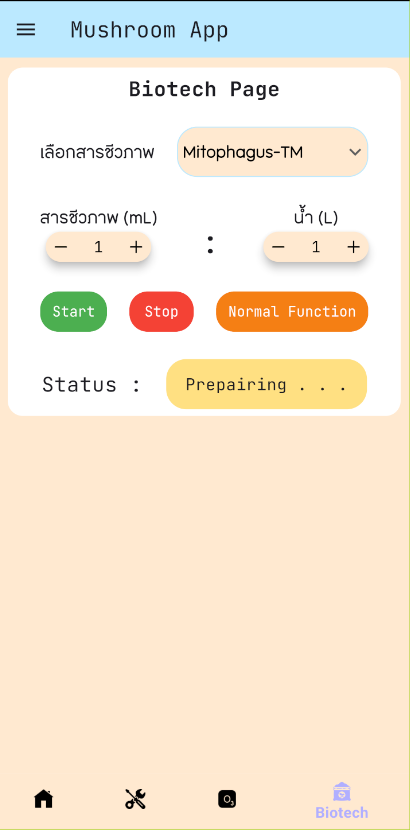 Mushroom App
Biotech Page
เลือกสารชีวภาพ Mitophagus-TM
สารชีวภาพ (mL) น้ำ (L)
− 1 + : − 1 +
Start Stop Normal Function
Status : Prepairing . . .
O₃
Biotech